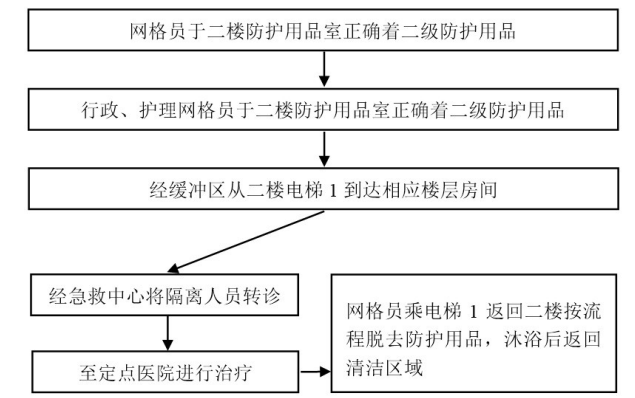 网格员于二楼防护用品室正确着二级防护用品
行政、护理网格员于二楼防护用品室正确着二级防护用品
经缓冲区从二楼电梯 1 到达相应楼层房间
经急救中心将隔离人员转诊
至定点医院进行治疗
网格员乘电梯 1 返回二楼按流
程脱去防护用品，沐浴后返回
清洁区域